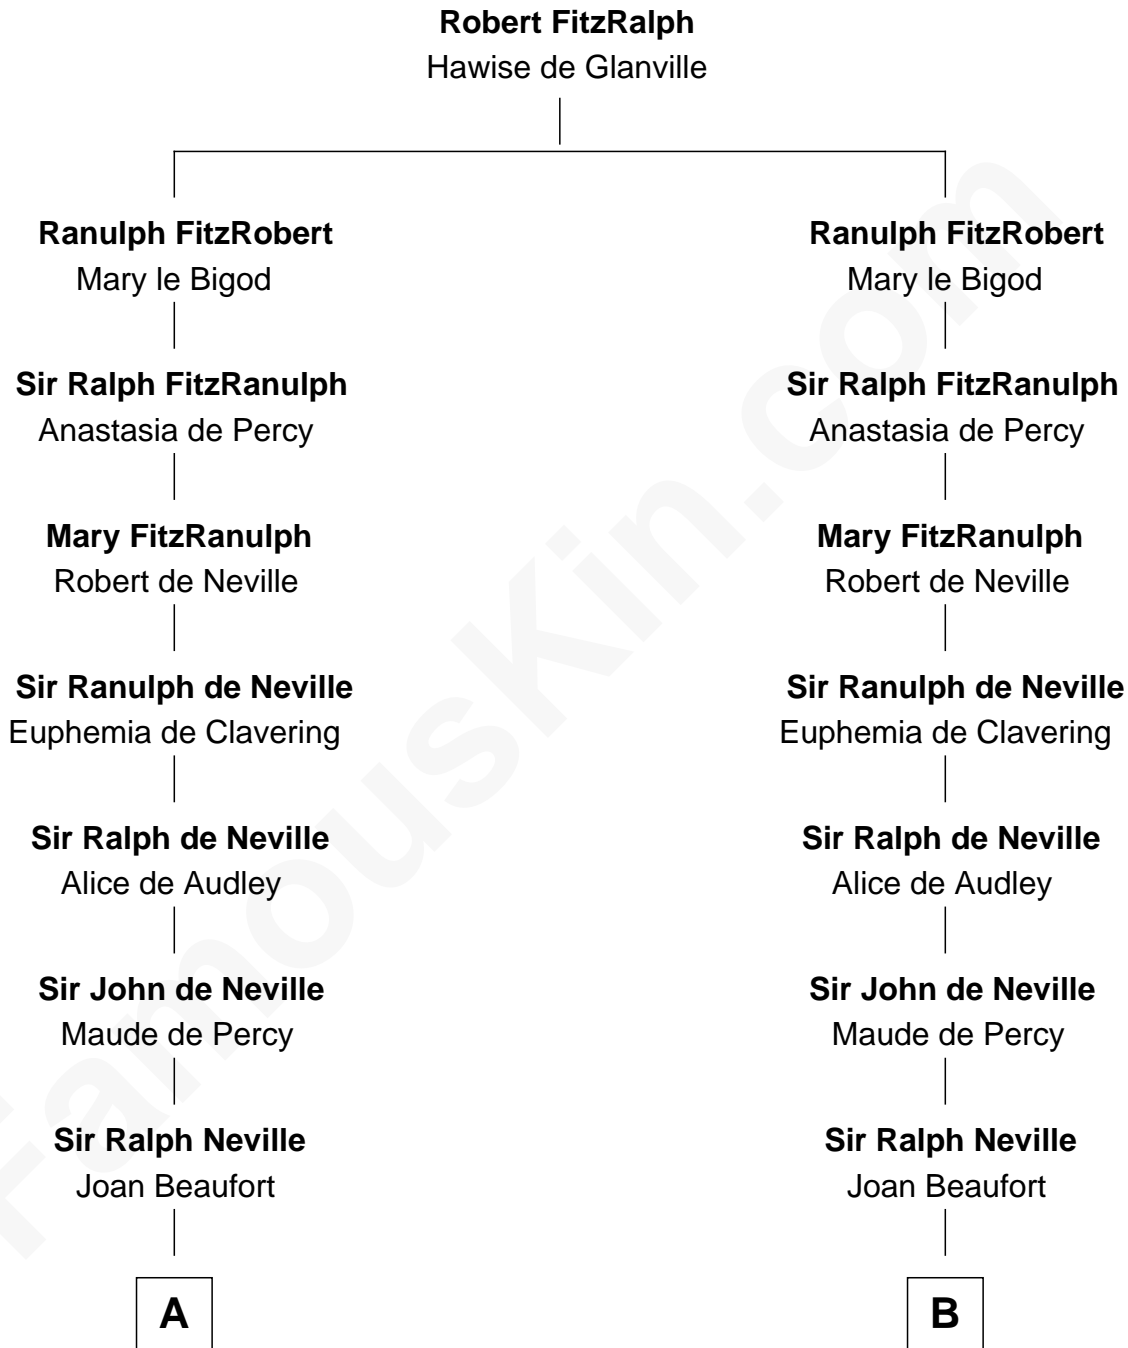 Robert FitzRalph
Hawise de Glanville
Ranulph FitzRobert
Mary le Bigod
Sir Ralph FitzRanulph
Anastasia de Percy
Mary FitzRanulph
Robert de Neville
Sir Ranulph de Neville
Euphemia de Clavering
Sir Ralph de Neville
Alice de Audley
Sir John de Neville
Maude de Percy
Sir Ralph Neville
Joan Beaufort
A
Ranulph FitzRobert
Mary le Bigod
Sir Ralph FitzRanulph
Anastasia de Percy
Mary FitzRanulph
Robert de Neville
Sir Ranulph de Neville
Euphemia de Clavering
Sir Ralph de Neville
Alice de Audley
Sir John de Neville
Maude de Percy
Sir Ralph Neville
Joan Beaufort
B
FamousKin.com